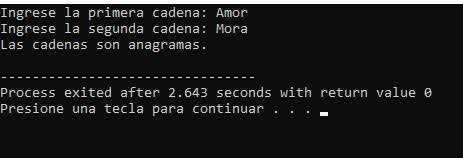 Ingrese la primera cadena: Amor
Ingrese la segunda cadena: Mora
Las cadenas son anagramas.
--------------------------------
Process exited after 2.643 seconds with return value 0
Presione una tecla para continuar . . .